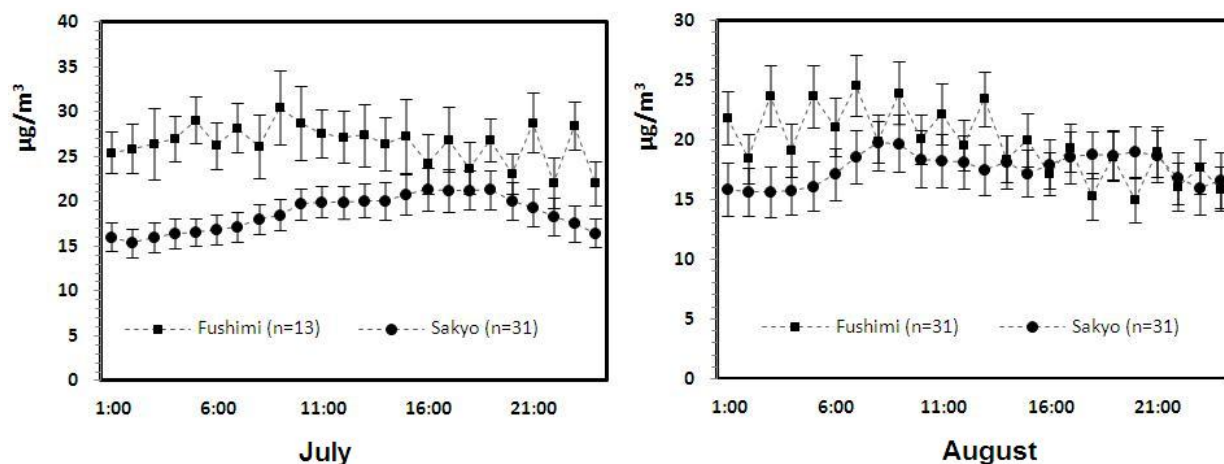 µg/m³
40
35
30
25
20
15
10
5
0
Fushimi (n=13) Sakyo (n=31)
1:00 6:00 11:00 16:00 21:00
July
µg/m³
30
25
20
15
10
5
0
Fushimi (n=31) Sakyo (n=31)
1:00 6:00 11:00 16:00 21:00
August